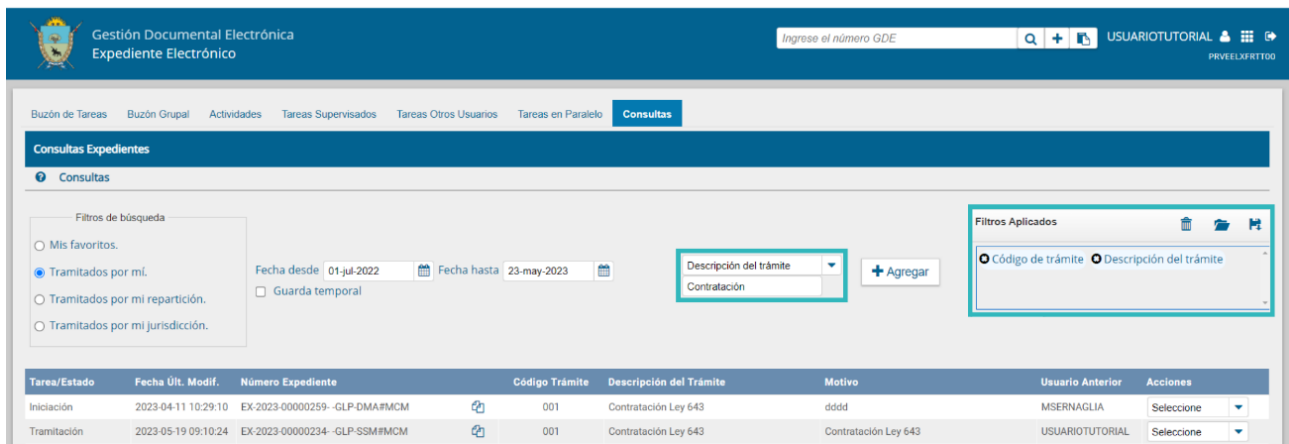 Gestión Documental Electrónica
Expediente Electrónico
Ingrese el número GDE
USUARIOTUTORIAL
PRVEELXFRTT00
Buzón de Tareas Buzón Grupal Actividades Tareas Supervisados Tareas Otros Usuarios Tareas en Paralelo Consultas
Consultas Expedientes
Consultas
Filtros de búsqueda
Mis favoritos.
Tramitados por mí.
Tramitados por mi repartición.
Tramitados por mi jurisdicción.
Fecha desde 01-jul-2022 Fecha hasta 23-may-2023
Guarda temporal
Descripción del trámite
Contratación
Agregar
Filtros Aplicados
Código de trámite Descripción del trámite
Tarea/Estado Fecha Últ. Modif. Número Expediente Código Trámite Descripción del Trámite Motivo Usuario Anterior Acciones
Iniciación 2023-04-11 10:29:10 EX-2023-00000259- -GLP-DMA#MCM 001 Contratación Ley 643 dddd MSERNAGLIA Seleccione
Tramitación 2023-05-19 09:10:24 EX-2023-00000234- -GLP-SSM#MCM 001 Contratación Ley 643 Contratación Ley 643 USUARIOTUTORIAL Seleccione